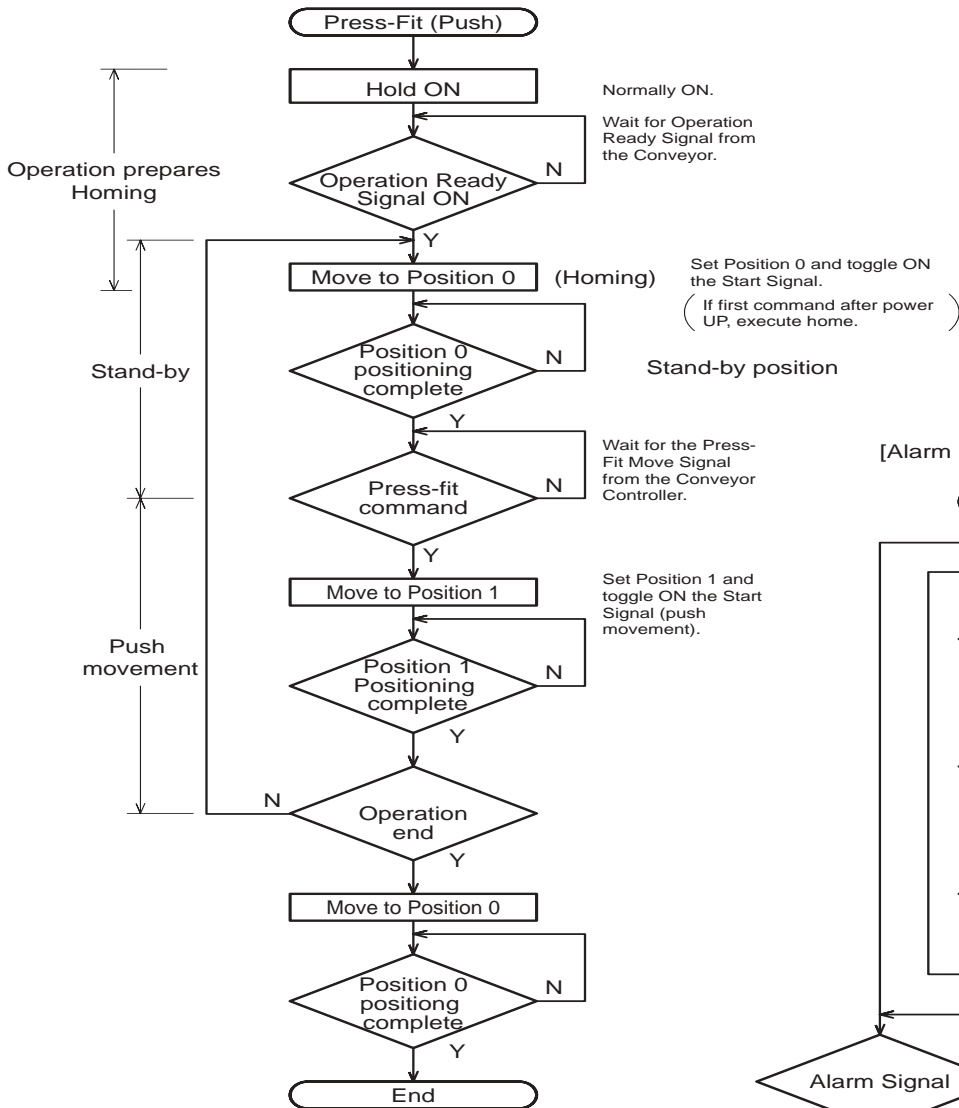 Press-Fit (Push)
Hold ON
Normally ON.
Wait for Operation
Ready Signal from
the Conveyor.
Operation prepares
Homing
Operation Ready
Signal ON
N
Y
Move to Position 0
(Homing)
Set Position 0 and toggle ON
the Start Signal.
( If first command after power
UP, execute home. )
Stand-by
Position 0
positioning
complete
N
Stand-by position
Y
Wait for the Press-
Fit Move Signal
from the Conveyor
Controller.
[Alarm
Press-fit
command
N
Y
Move to Position 1
Set Position 1 and
toggle ON the Start
Signal (push
movement).
Push
movement
Position 1
Positioning
complete
N
Y
N
Operation
end
Y
Move to Position 0
Position 0
positiong
complete
N
Y
Alarm Signal
End